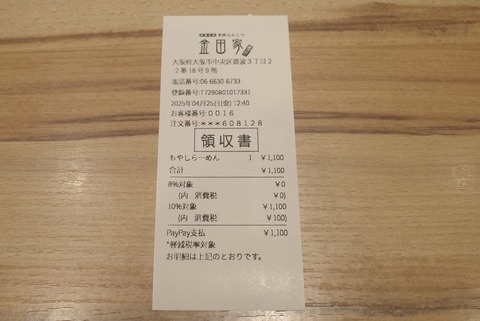 金田家
大阪府大阪市中央区難波3丁目2
2番18号9階
電話番号:06-6630-6733
登録番号:T7290801017331
2025年04月25日(金) 12:40
お客様番号:0016
注文番号:***608128
領収書
もやしらーめん 1 ¥1,100
合計 ¥1,100
8%対象 ¥0
(内 消費税 ¥0)
10%対象 ¥1,100
(内 消費税 ¥100)
PayPay支払 ¥1,100
*軽減税率対象
お明細は上記のとおりです。